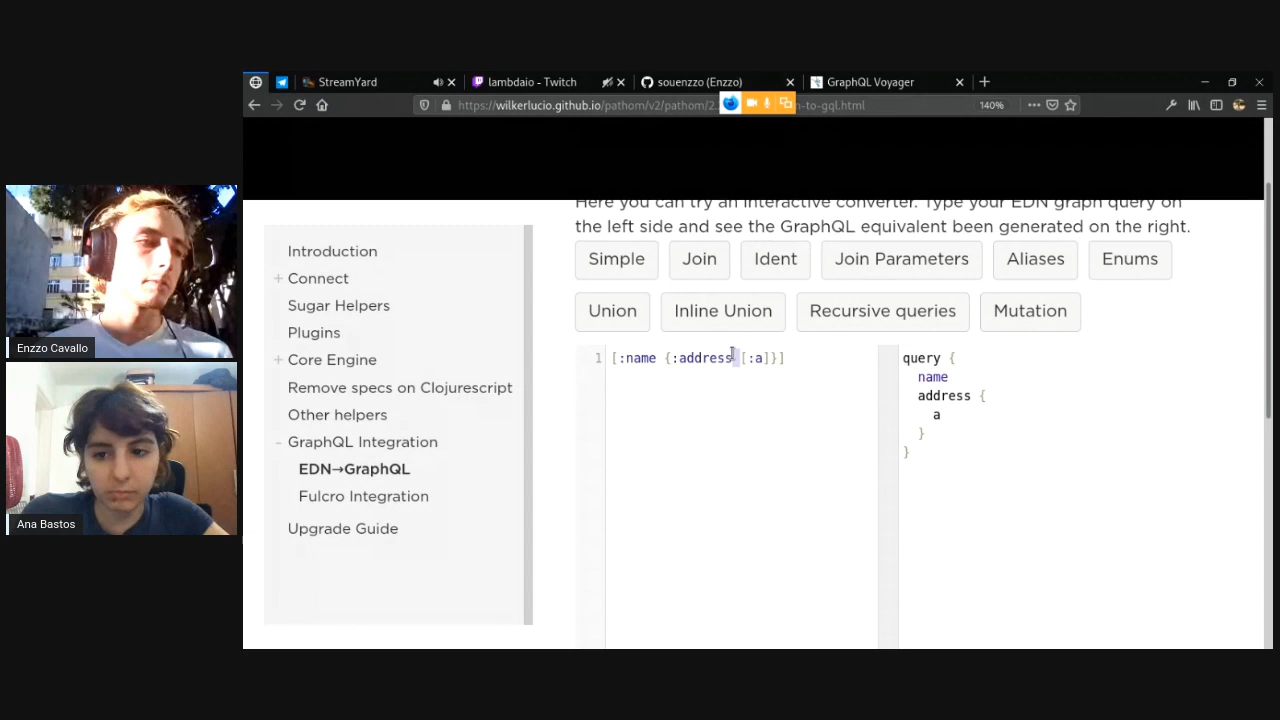 StreamYard
lambdaio - Twitch
souenzzo (Enzzo)
GraphQL Voyager
https://wilkerlucio.github.io/pathom/v2/pathom/2.
-to-gql.html
140%
Here you can try an interactive converter. Type your EDN graph query on
the left side and see the GraphQL equivalent been generated on the right.
Simple
Join
Ident
Join Parameters
Aliases
Enums
Union
Inline Union
Recursive queries
Mutation
Introduction
+ Connect
Sugar Helpers
Plugins
+ Core Engine
Remove specs on Clojurescript
Other helpers
- GraphQL Integration
EDN→GraphQL
Fulcro Integration
Upgrade Guide
1 [:name {:address [:a]}]
query {
name
address {
a
}
}
Enzzo Cavallo
Ana Bastos